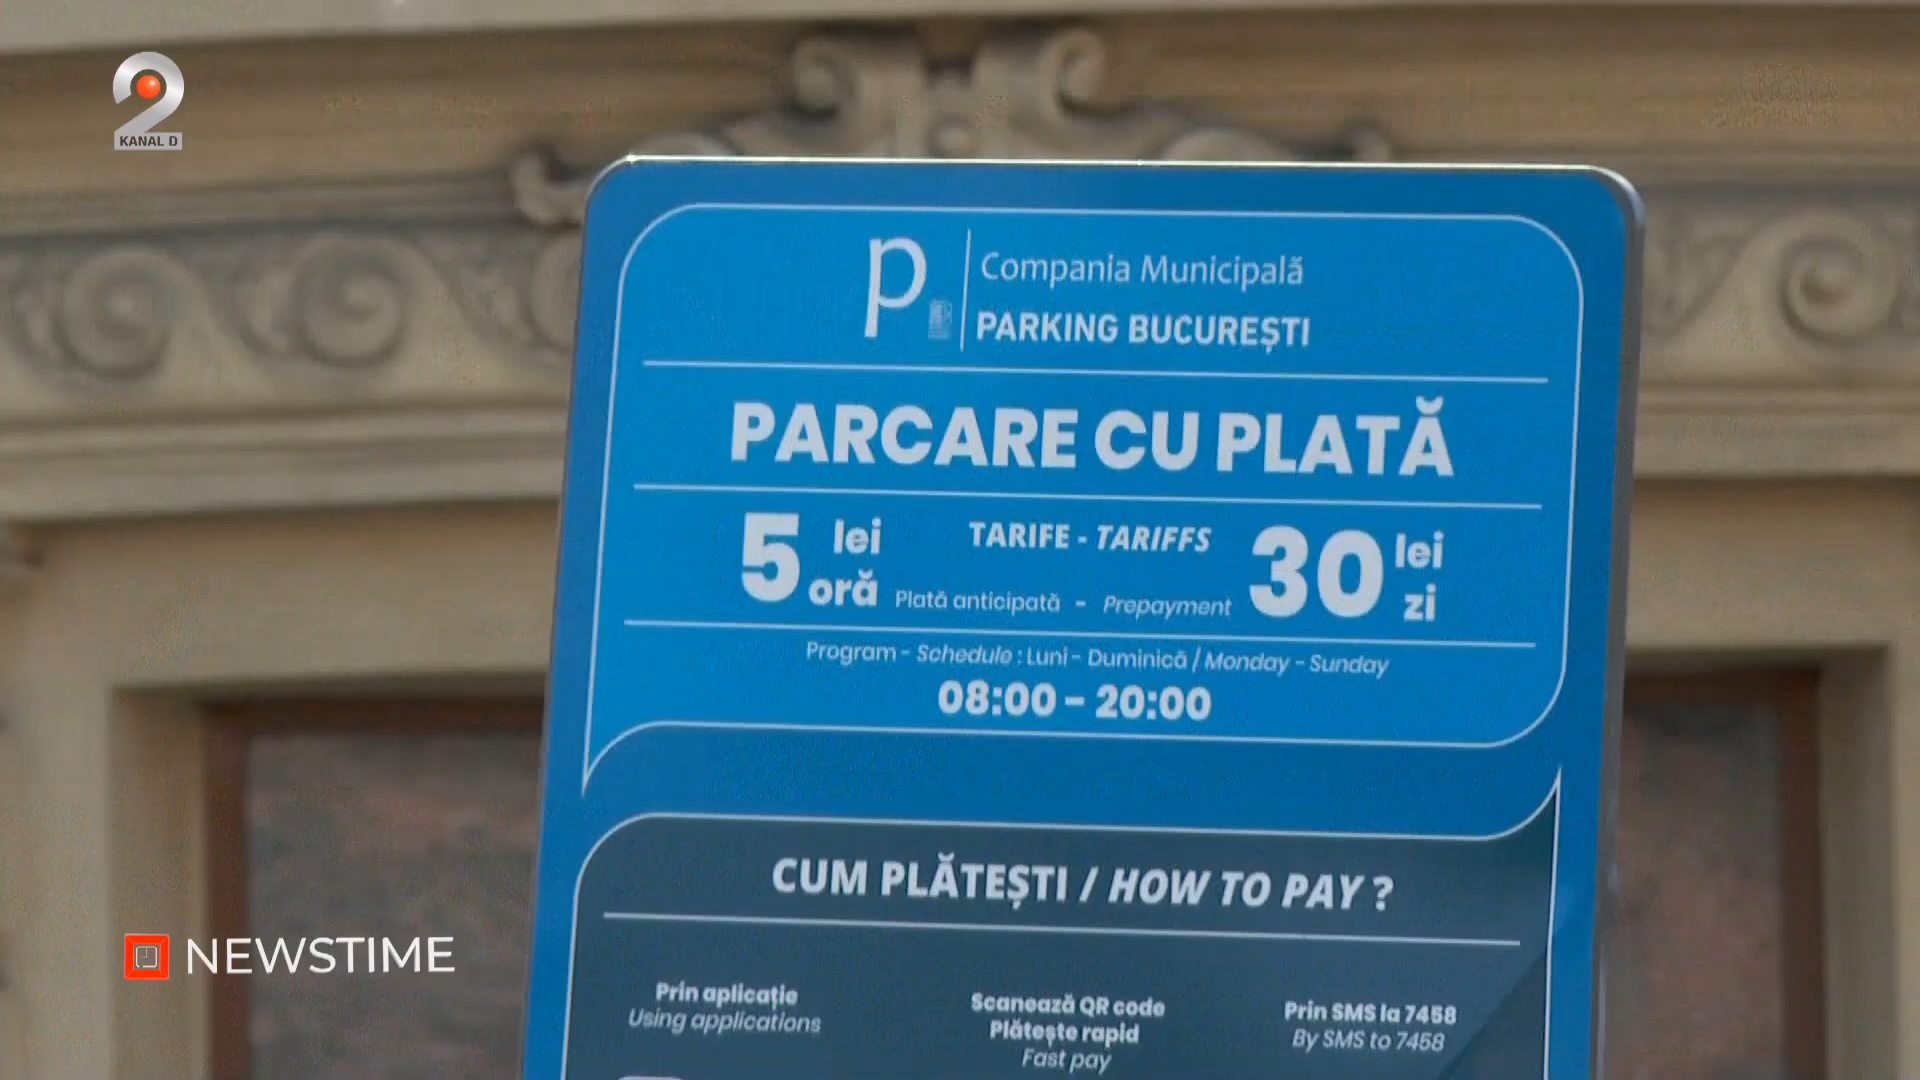 2
KANAL D
p
Compania Municipală
PARKING BUCUREȘTI
PARCARE CU PLATĂ
5 lei oră
TARIFE - TARIFFS
Plată anticipată - Prepayment
30 lei zi
Program - Schedule : Luni - Duminică / Monday - Sunday
08:00 - 20:00
CUM PLĂTEȘTI / HOW TO PAY ?
NEWSTIME
Prin aplicație
Using applications
Scanează QR code
Plătește rapid
Fast pay
Prin SMS la 7458
By SMS to 7458